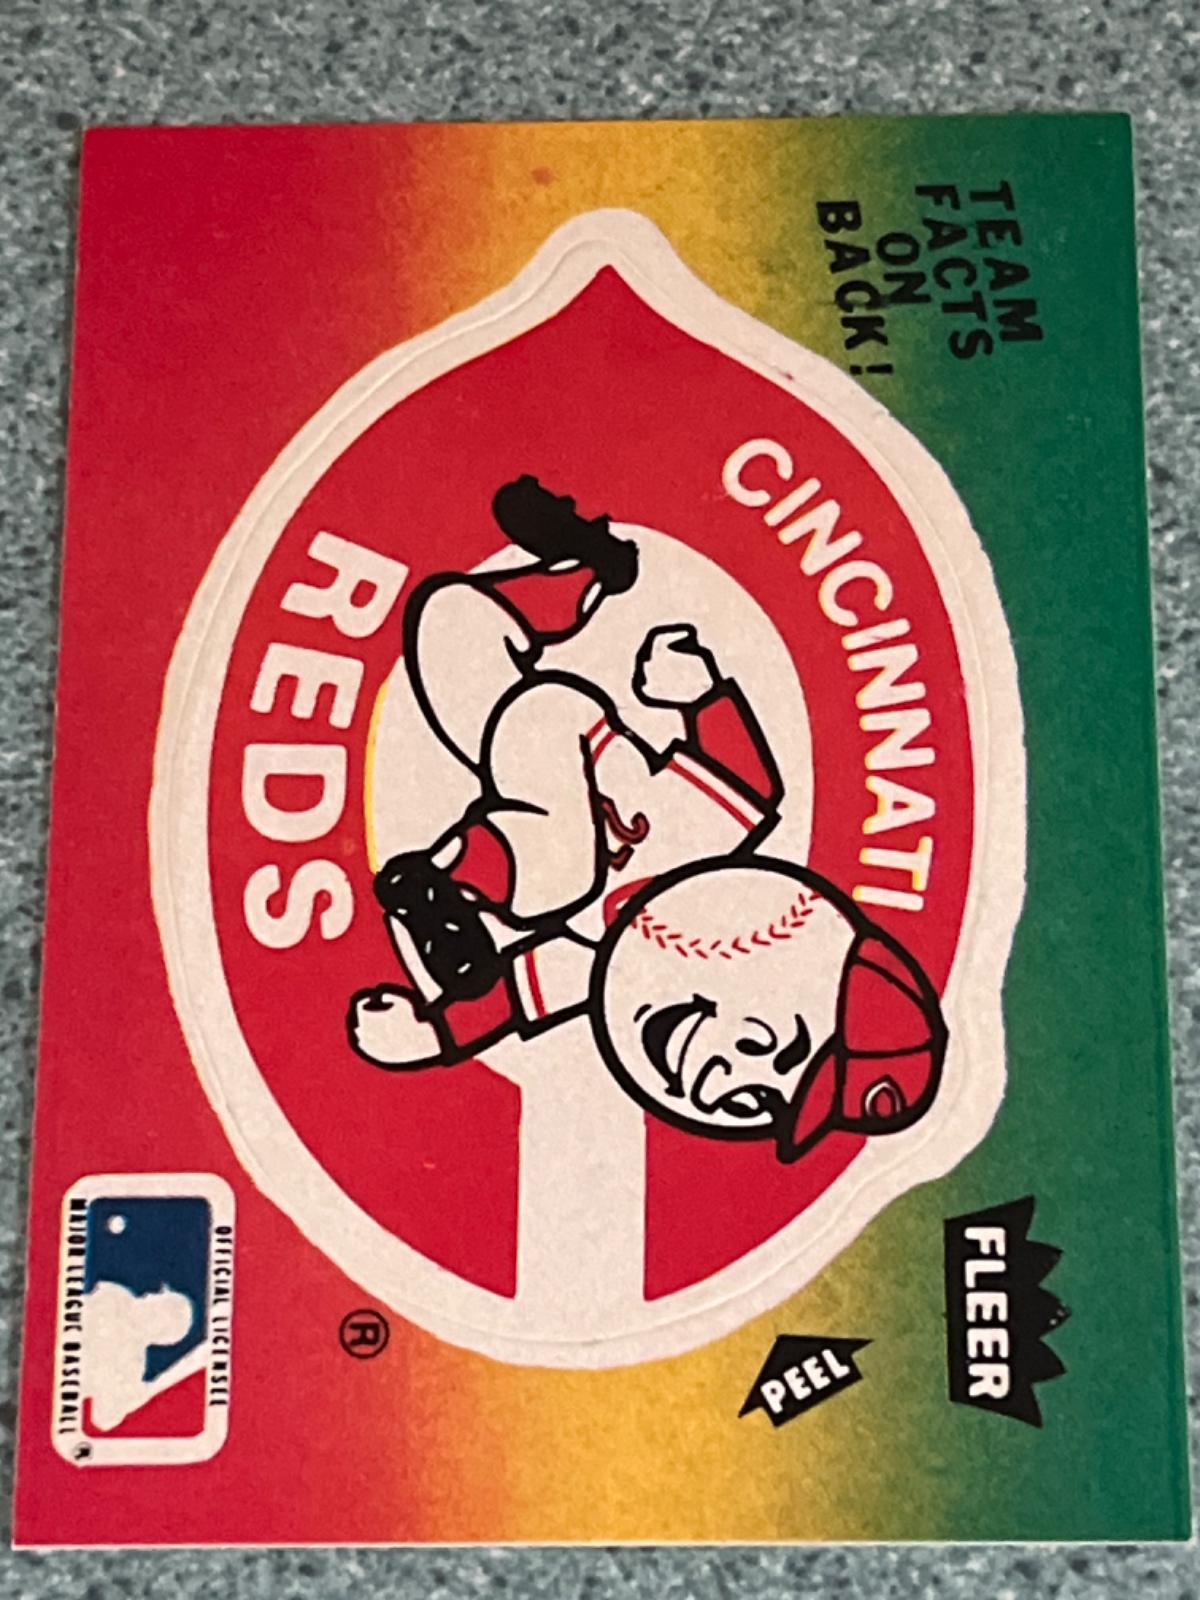 TEAM
FACTS
ON
BACK!
FLEER
PEEL
CINCINNATI
REDS
C
®
OFFICIAL LICENSEE
MAJOR LEAGUE BASEBALL ®